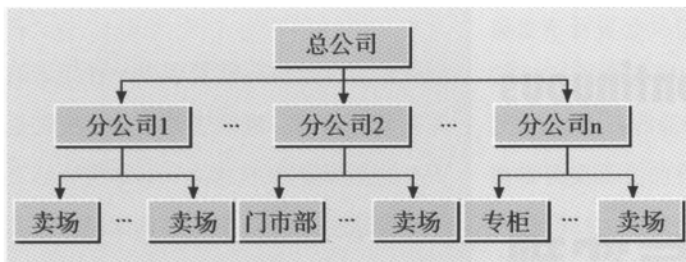 总公司
分公司1 ... 分公司2 ... 分公司n
卖场 ... 卖场 门市部 ... 卖场 专柜 ... 卖场